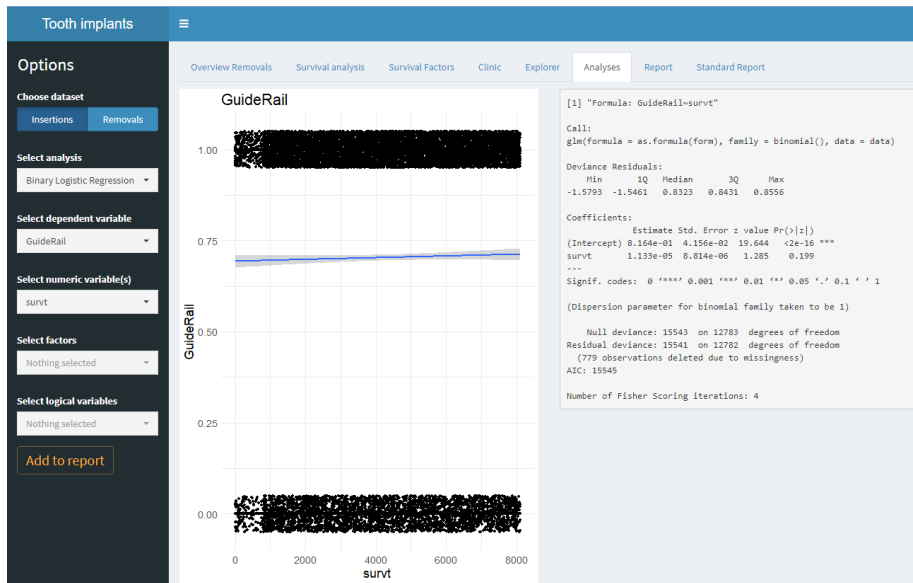 Tooth implants
Options
Choose dataset
Insertions Removals
Select analysis
Binary Logistic Regression
Select dependent variable
GuideRail
Select numeric variable(s)
survt
Select factors
Nothing selected
Select logical variables
Nothing selected
Add to report
Overview Removals Survival analysis Survival Factors Clinic Explorer Analyses Report Standard Report
GuideRail
1.00
0.75
0.50
0.25
0.00
GuideRail
0 2000 4000 6000 8000
survt
[1] "Formula: GuideRail~survt"
Call:
glm(formula = as.formula(form), family = binomial(), data = data)
Deviance Residuals:
Min 1Q Median 3Q Max
-1.5793 -1.5461 0.8323 0.8431 0.8556
Coefficients:
Estimate Std. Error z value Pr(>|z|)
(Intercept) 8.164e-01 4.156e-02 19.644 <2e-16 ***
survt 1.133e-05 8.814e-06 1.285 0.199
---
Signif. codes: 0 ‘***’ 0.001 ‘**’ 0.01 ‘*’ 0.05 ‘.’ 0.1 ‘ ’ 1
(Dispersion parameter for binomial family taken to be 1)
Null deviance: 15543 on 12783 degrees of freedom
Residual deviance: 15541 on 12782 degrees of freedom
(779 observations deleted due to missingness)
AIC: 15545
Number of Fisher Scoring iterations: 4